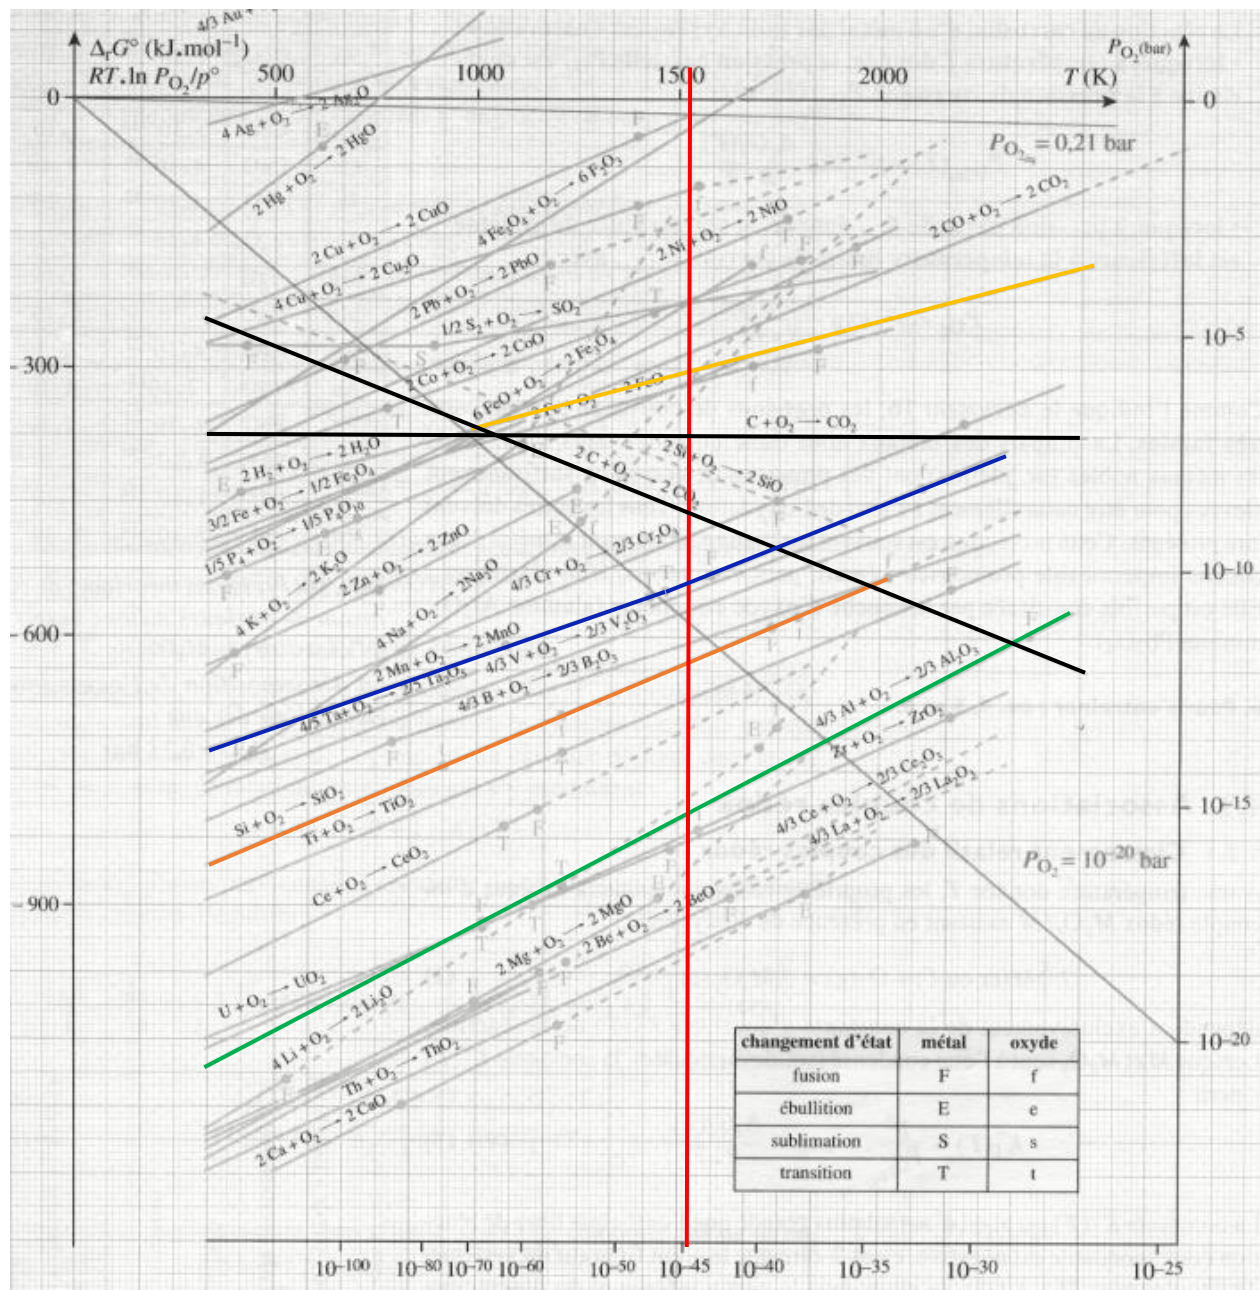 4/3 Au +
ΔᵣG° (kJ.mol⁻¹)
RT.ln P_O₂/p°
500
1000
1500
2000
T (K)
P_O₂(bar)
0
0
4 Ag + O₂ → 2 Ag₂O
2 Hg + O₂ → 2 HgO
P_O₂ = 0,21 bar
2 Cu + O₂ → 2 CuO
4 Fe₃O₄ + O₂ → 6 F₂O₃
2 Ni + O₂ → 2 NiO
2 CO + O₂ → 2 CO₂
4 Cu + O₂ → 2 Cu₂O
2 Pb + O₂ → 2 PbO
1/2 S₂ + O₂ → SO₂
10⁻⁵
- 300
2 Co + O₂ → 2 CoO
6 FeO + O₂ → 2 Fe₃O₄
2 Fe + O₂ → 2 FeO
C + O₂ → CO₂
2 H₂ + O₂ → 2 H₂O
2 Si + O₂ → 2 SiO
2 C + O₂ → 2 CO₂
3/2 Fe + O₂ → 1/2 Fe₃O₄
1/5 P₄ + O₂ → 1/5 P₄O₁₀
4 K + O₂ → 2 K₂O
2 Zn + O₂ → 2 ZnO
4 Na + O₂ → 2Na₂O
4/3 Cr + O₂ → 2/3 Cr₂O₃
10⁻¹⁰
- 600
2 Mn + O₂ → 2 MnO
4/5 Ta + O₂ → 2/5 Ta₂O₅
4/3 V + O₂ → 2/3 V₂O₃
4/3 B + O₂ → 2/3 B₂O₃
4/3 Al + O₂ → 2/3 Al₂O₃
Zr + O₂ → ZrO₂
Si + O₂ → SiO₂
Ti + O₂ → TiO₂
10⁻¹⁵
4/3 Ce + O₂ → 2/3 Ce₂O₃
4/3 La + O₂ → 2/3 La₂O₃
Ce + O₂ → CeO₂
P_O₂ = 10⁻²⁰ bar
- 900
2 Mg + O₂ → 2 MgO
2 Be + O₂ → 2 BeO
U + O₂ → UO₂
4 Li + O₂ → 2 Li₂O
Th + O₂ → ThO₂
2 Ca + O₂ → 2 CaO
10⁻²⁰
changement d'état métal oxyde
fusion F f
ébullition E e
sublimation S s
transition T t
10⁻¹⁰⁰ 10⁻⁸⁰ 10⁻⁷⁰ 10⁻⁶⁰ 10⁻⁵⁰ 10⁻⁴⁵ 10⁻⁴⁰ 10⁻³⁵ 10⁻³⁰ 10⁻²⁵